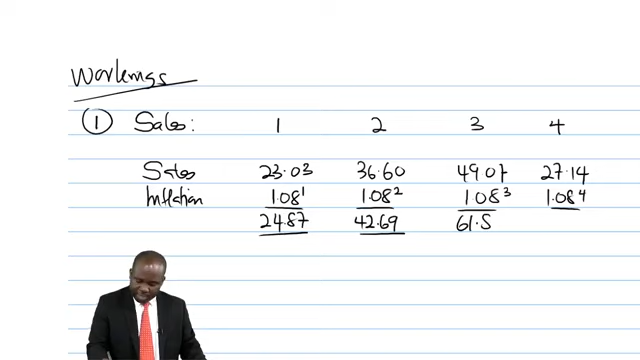 Workings
① Sales: 1 2 3 4
Sales 23.03 36.60 49.07 27.14
Inflation 1.08¹ 1.08² 1.08³ 1.08⁴
24.87 42.69 61.8